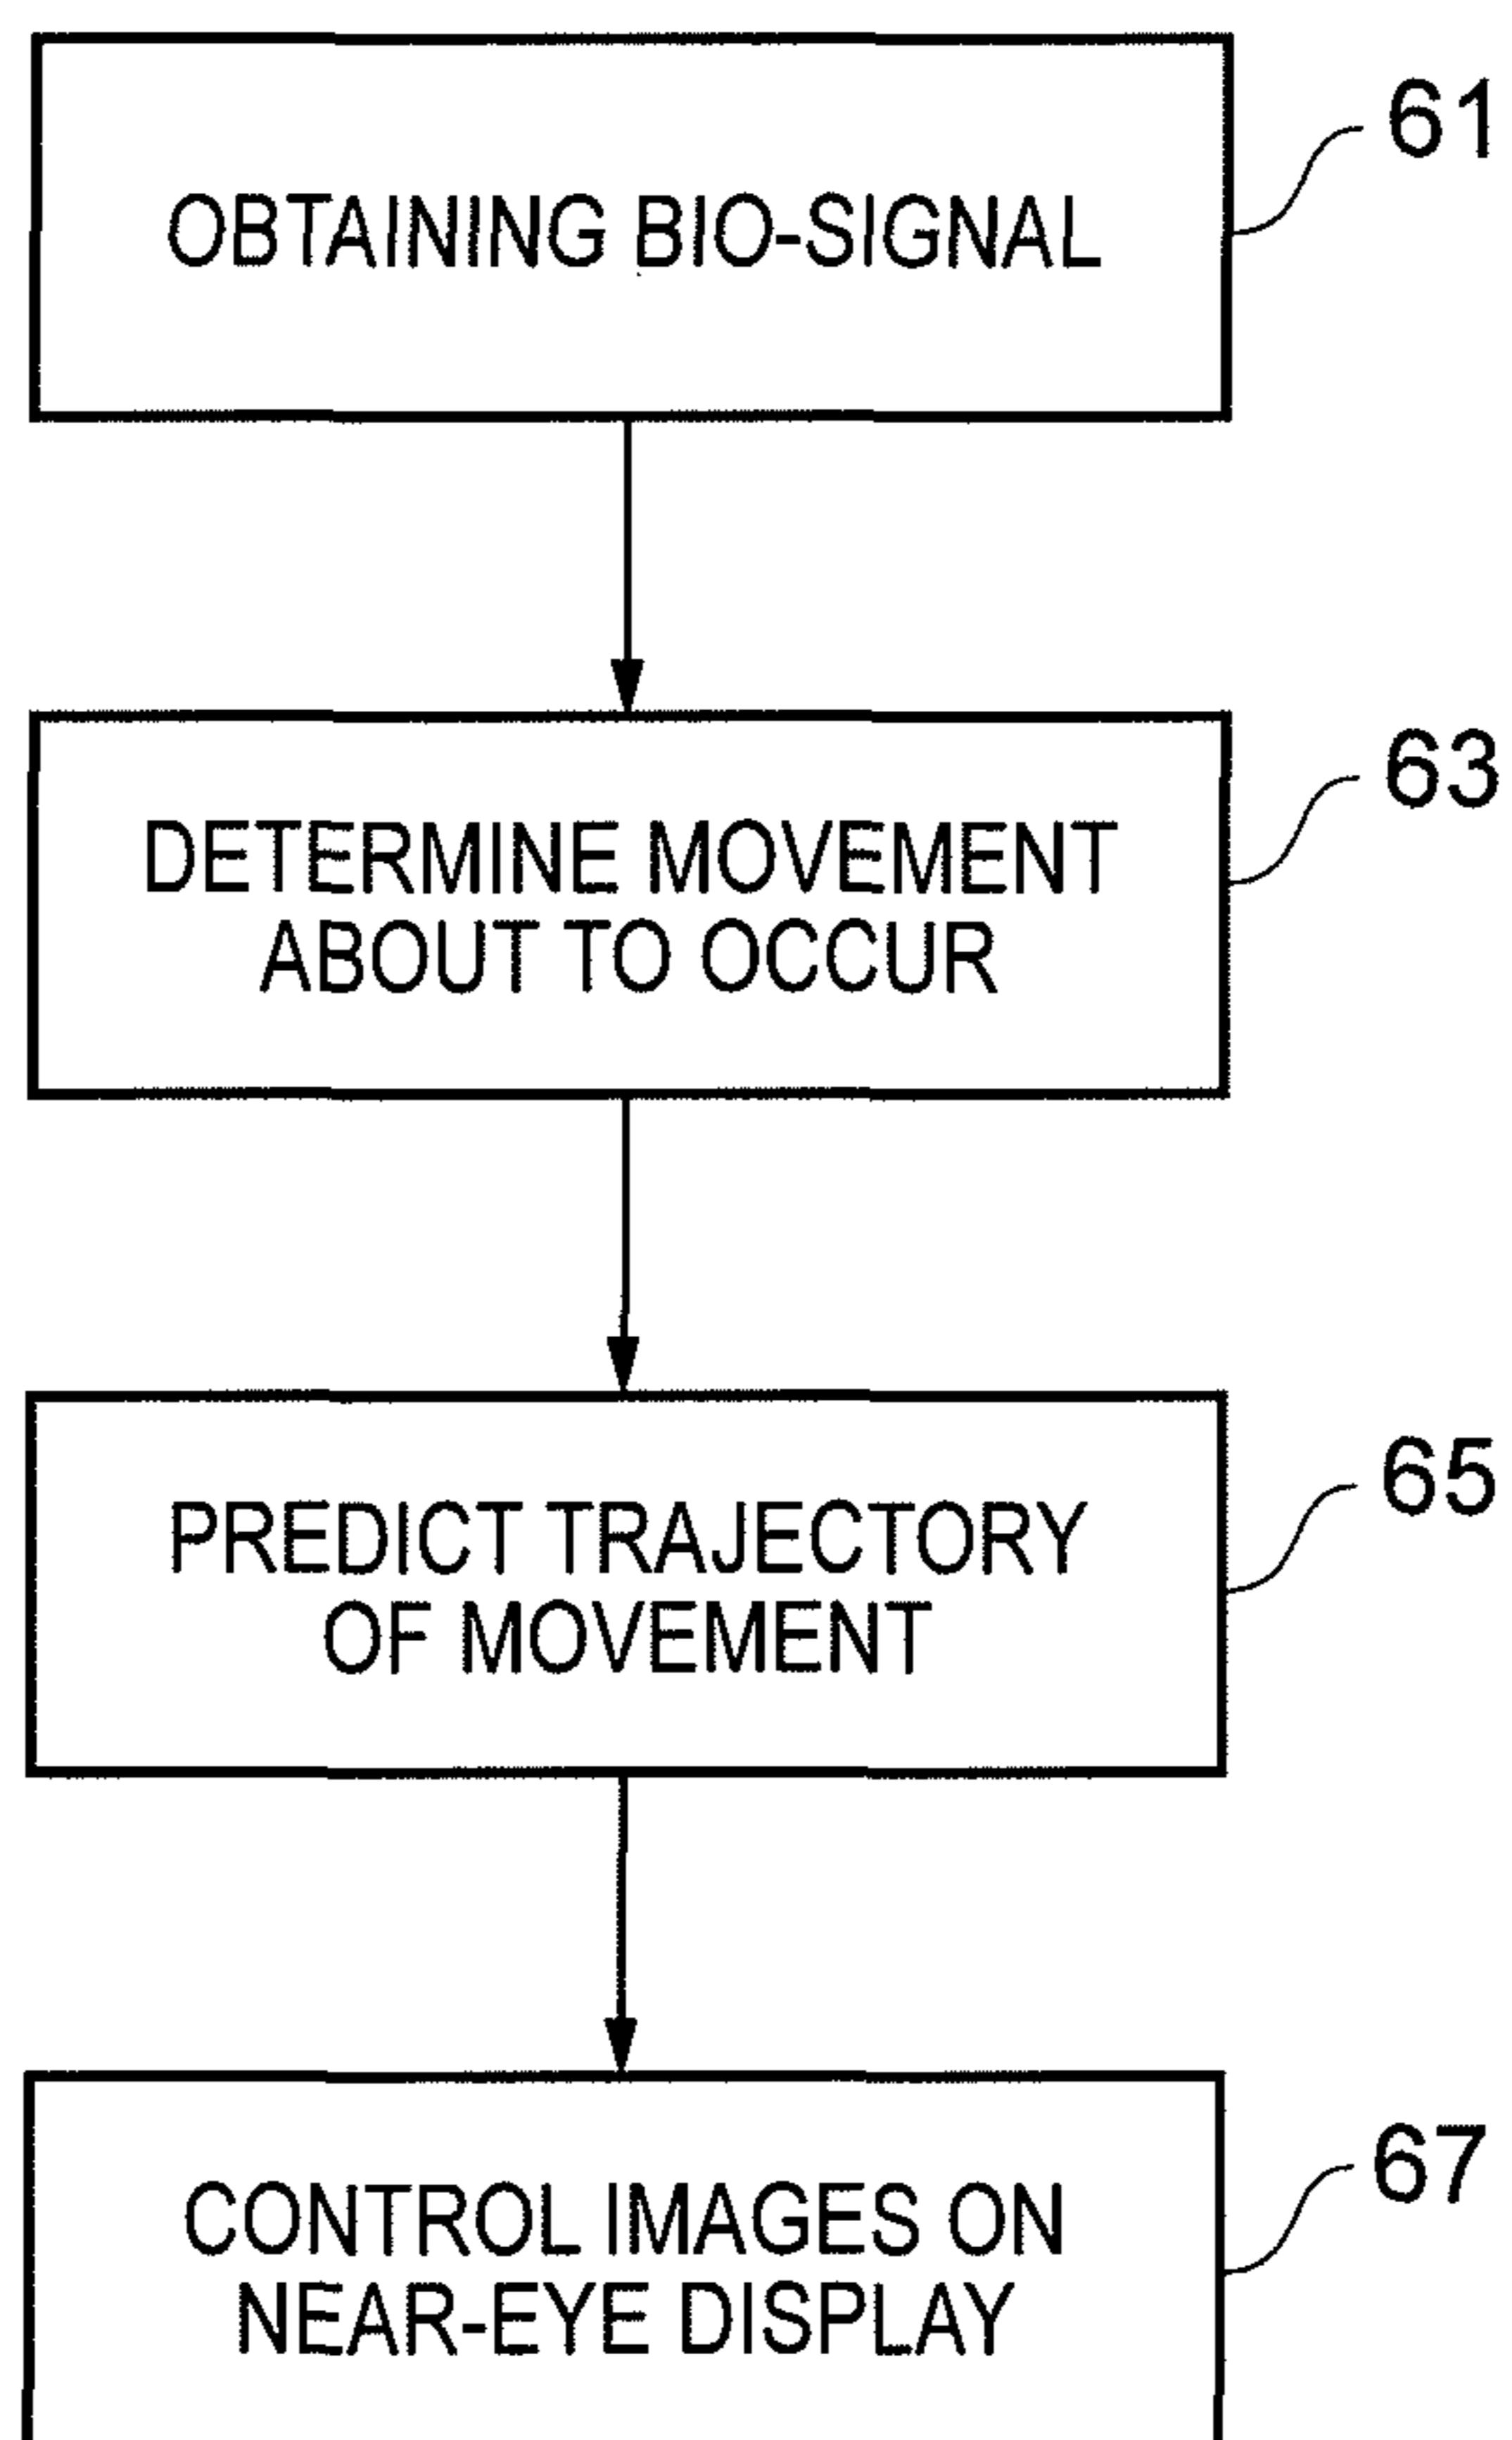 OBTAINING BIO-SIGNAL
61
DETERMINE MOVEMENT
ABOUT TO OCCUR
63
PREDICT TRAJECTORY
OF MOVEMENT
65
CONTROL IMAGES ON
NEAR-EYE DISPLAY
67